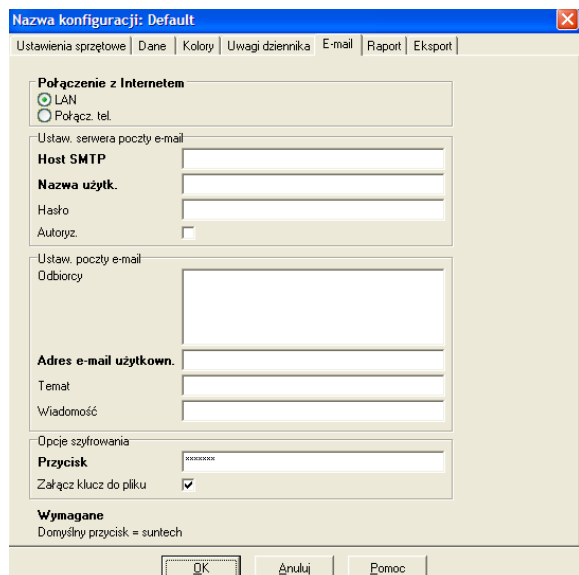 Nazwa konfiguracji: Default
Ustawienia sprzętowe Dane Kolory Uwagi dziennika E-mail Raport Eksport
Połączenie z Internetem
LAN
Połącz. tel.
Ustaw. serwera poczty e-mail
Host SMTP
Nazwa użytk.
Hasło
Autoryz.
Ustaw. poczty e-mail
Odbiorcy
Adres e-mail użytkown.
Temat
Wiadomość
Opcje szyfrowania
Przycisk *******
Załącz klucz do pliku
Wymagane
Domyślny przycisk = suntech
OK Anuluj Pomoc